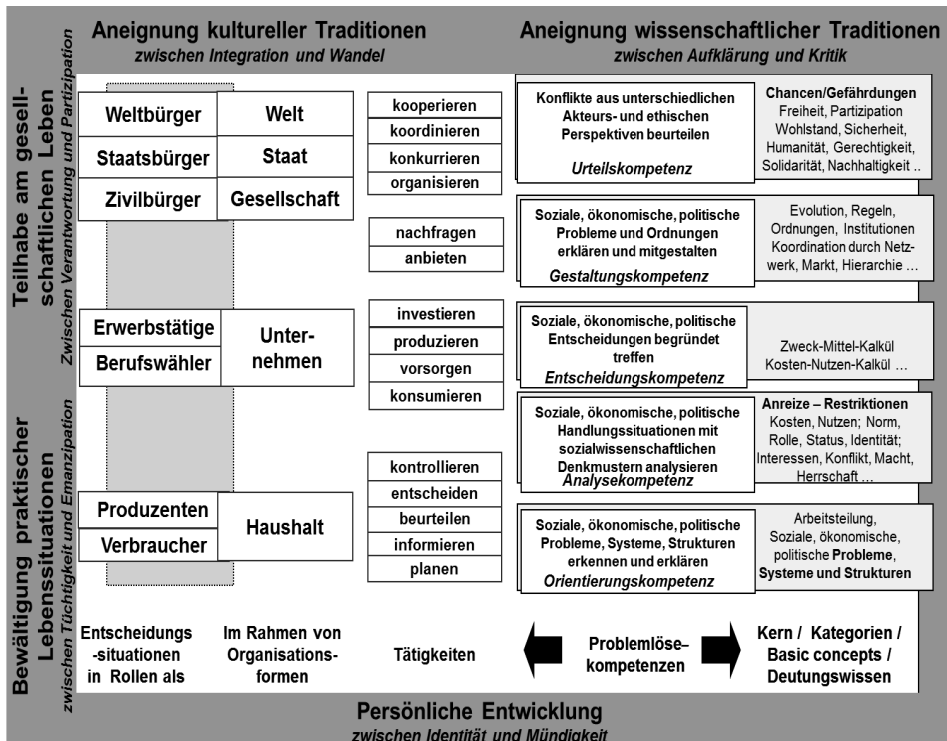 Aneignung kultureller Traditionen
zwischen Integration und Wandel
Aneignung wissenschaftlicher Traditionen
zwischen Aufklärung und Kritik
Teilhabe am gesell-
schaftlichen Leben
Zwischen Verantwortung und Partizipation
Bewältigung praktischer
Lebenssituationen
zwischen Tüchtigkeit und Emanzipation
Weltbürger
Staatsbürger
Zivilbürger
Erwerbstätige
Berufswähler
Produzenten
Verbraucher
Entscheidungs
-situationen
in Rollen als
Welt
Staat
Gesellschaft
Unter-
nehmen
Haushalt
Im Rahmen von
Organisations-
formen
kooperieren
koordinieren
konkurrieren
organisieren
nachfragen
anbieten
investieren
produzieren
vorsorgen
konsumieren
kontrollieren
entscheiden
beurteilen
informieren
planen
Tätigkeiten
Konflikte aus unterschiedlichen
Akteurs- und ethischen
Perspektiven beurteilen
Urteilskompetenz
Soziale, ökonomische, politische
Probleme und Ordnungen
erklären und mitgestalten
Gestaltungskompetenz
Soziale, ökonomische, politische
Entscheidungen begründet
treffen
Entscheidungskompetenz
Soziale, ökonomische, politische
Handlungssituationen mit
sozialwissenschaftlichen
Denkmustern analysieren
Analysekompetenz
Soziale, ökonomische, politische
Probleme, Systeme, Strukturen
erkennen und erklären
Orientierungskompetenz
Problemlöse–
kompetenzen
Chancen/Gefährdungen
Freiheit, Partizipation
Wohlstand, Sicherheit,
Humanität, Gerechtigkeit,
Solidarität, Nachhaltigkeit ..
Evolution, Regeln,
Ordnungen, Institutionen
Koordination durch Netz-
werk, Markt, Hierarchie ...
Zweck-Mittel-Kalkül
Kosten-Nutzen-Kalkül ...
Anreize – Restriktionen
Kosten, Nutzen; Norm,
Rolle, Status, Identität;
Interessen, Konflikt, Macht,
Herrschaft ...
Arbeitsteilung,
Soziale, ökonomische,
politische Probleme,
Systeme und Strukturen
Kern / Kategorien /
Basic concepts /
Deutungswissen
Persönliche Entwicklung
zwischen Identität und Mündigkeit